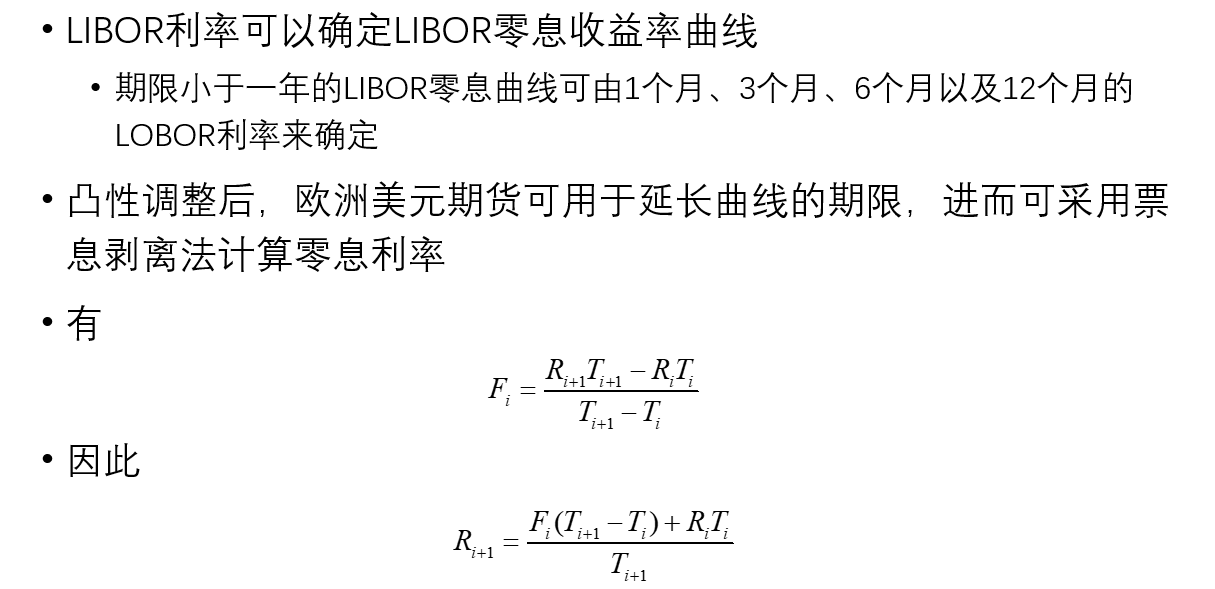 • LIBOR利率可以确定LIBOR零息收益率曲线
• 期限小于一年的LIBOR零息曲线可由1个月、3个月、6个月以及12个月的
LOBOR利率来确定
• 凸性调整后，欧洲美元期货可用于延长曲线的期限，进而可采用票
息剥离法计算零息利率
• 有
F_i = \frac{R_{i+1}T_{i+1} - R_iT_i}{T_{i+1} - T_i}
• 因此
R_{i+1} = \frac{F_i(T_{i+1} - T_i) + R_iT_i}{T_{i+1}}